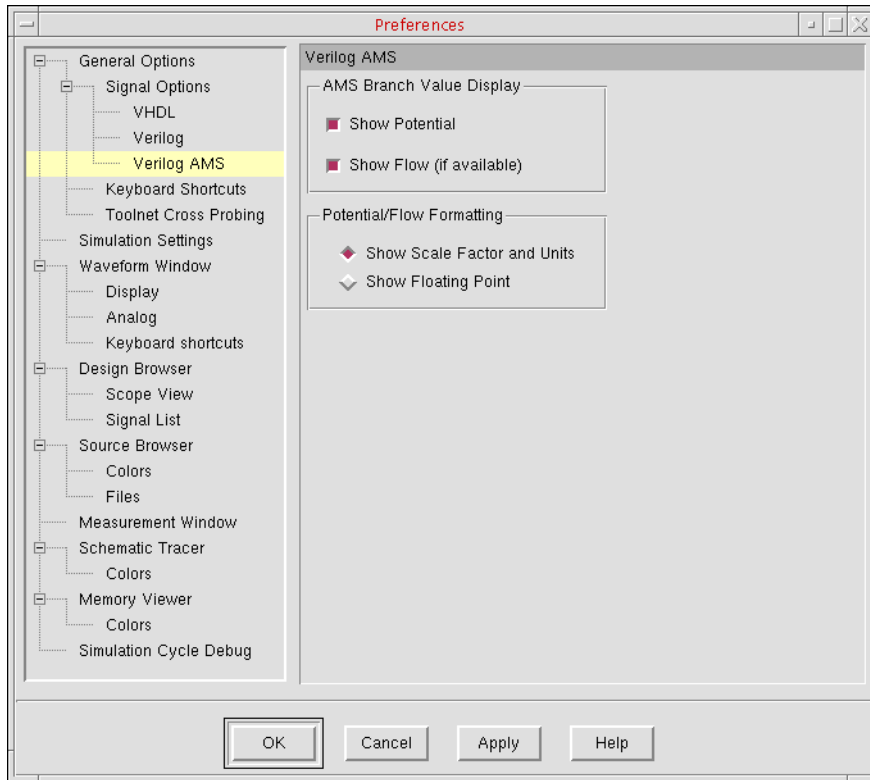 Preferences
General Options
Signal Options
VHDL
Verilog
Verilog AMS
Keyboard Shortcuts
Toolnet Cross Probing
Simulation Settings
Waveform Window
Display
Analog
Keyboard shortcuts
Design Browser
Scope View
Signal List
Source Browser
Colors
Files
Measurement Window
Schematic Tracer
Colors
Memory Viewer
Colors
Simulation Cycle Debug
Verilog AMS
AMS Branch Value Display
Show Potential
Show Flow (if available)
Potential/Flow Formatting
Show Scale Factor and Units
Show Floating Point
OK
Cancel
Apply
Help